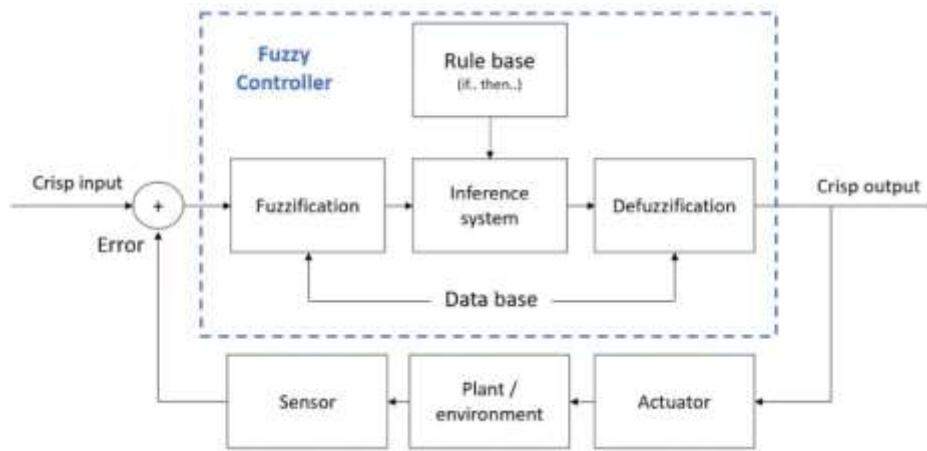 Fuzzy
Controller
Rule base
(if.. then..)
Crisp input
+
Error
Fuzzification
Inference
system
Defuzzification
Crisp output
Data base
Sensor
Plant /
environment
Actuator